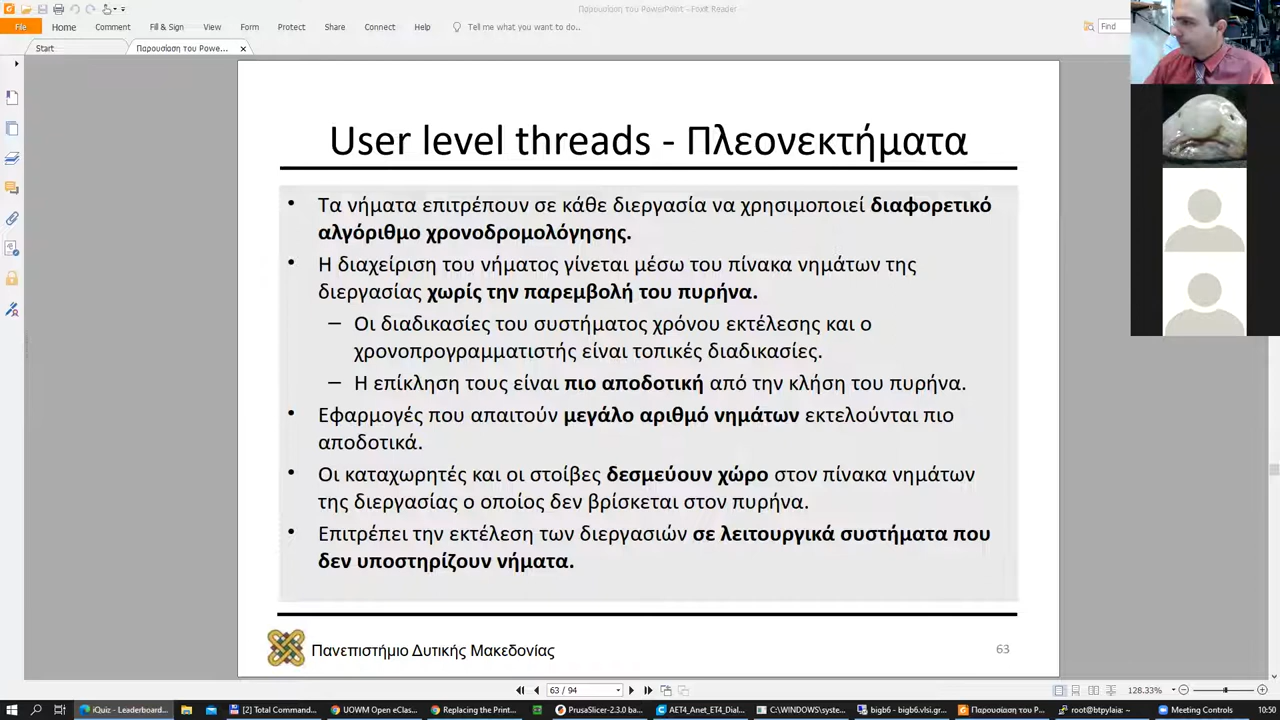 Παρουσίαση του PowerPoint - Foxit Reader
File Home Comment Fill & Sign View Form Protect Share Connect Help Tell me what you want to do.. Find
Start Παρουσίαση του Powe...
User level threads - Πλεονεκτήματα
• Τα νήματα επιτρέπουν σε κάθε διεργασία να χρησιμοποιεί διαφορετικό
αλγόριθμο χρονοδρομολόγησης.
• Η διαχείριση του νήματος γίνεται μέσω του πίνακα νημάτων της
διεργασίας χωρίς την παρεμβολή του πυρήνα.
– Οι διαδικασίες του συστήματος χρόνου εκτέλεσης και ο
χρονοπρογραμματιστής είναι τοπικές διαδικασίες.
– Η επίκληση τους είναι πιο αποδοτική από την κλήση του πυρήνα.
• Εφαρμογές που απαιτούν μεγάλο αριθμό νημάτων εκτελούνται πιο
αποδοτικά.
• Οι καταχωρητές και οι στοίβες δεσμεύουν χώρο στον πίνακα νημάτων
της διεργασίας ο οποίος δεν βρίσκεται στον πυρήνα.
• Επιτρέπει την εκτέλεση των διεργασιών σε λειτουργικά συστήματα που
δεν υποστηρίζουν νήματα.
Πανεπιστήμιο Δυτικής Μακεδονίας
63
63 / 94
128.33%
iQuiz - Leaderboard... [2] Total Command... UOWM Open eClas... Replacing the Print... PrusaSlicer-2.3.0 ba... AET4_Anet_ET4_Dial... C:\WINDOWS\syste... bigb6 - bigb6.vlsi.gr... Παρουσίαση του Po... root@btpylaia: ~ Meeting Controls 10:50